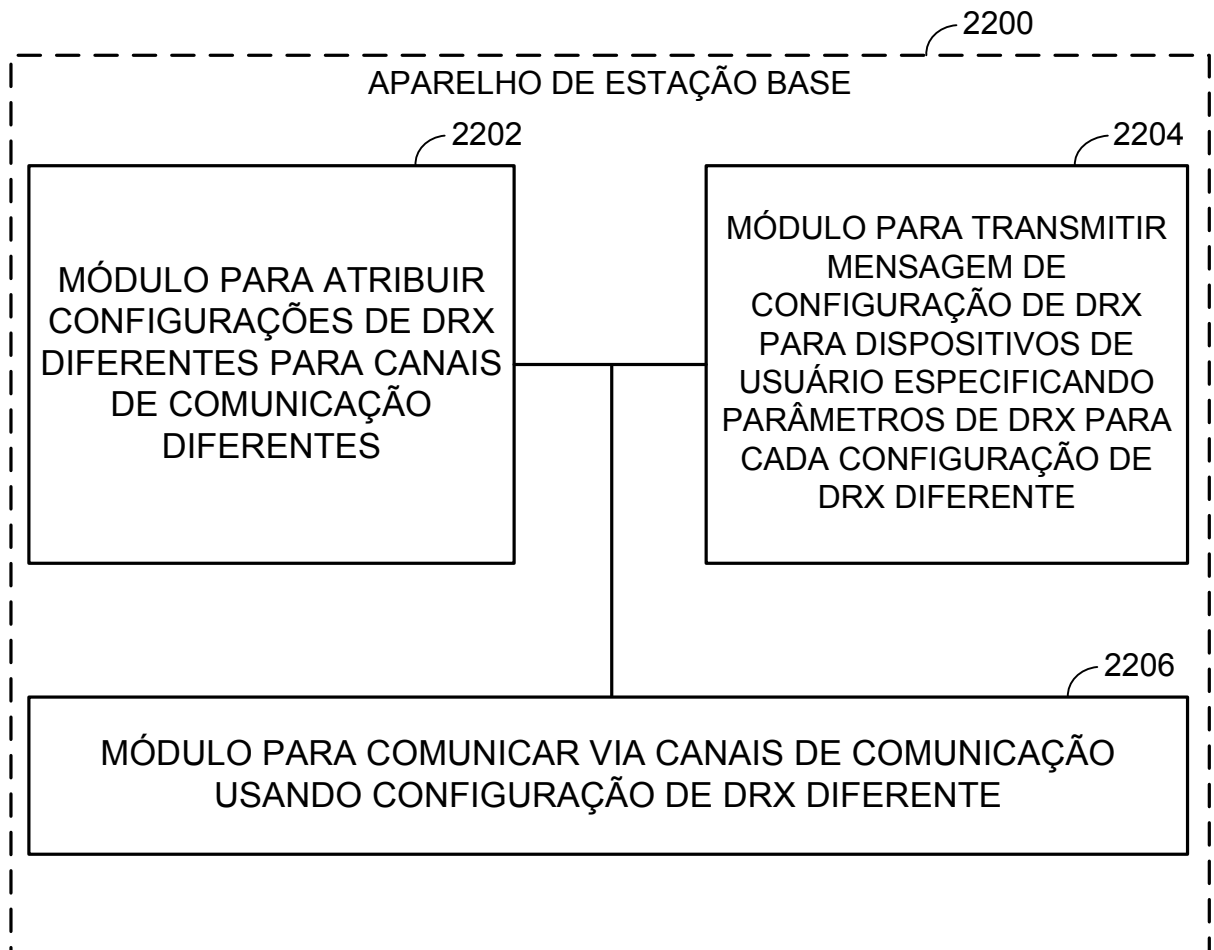 2200
APARELHO DE ESTAÇÃO BASE
2202
MÓDULO PARA ATRIBUIR
CONFIGURAÇÕES DE DRX
DIFERENTES PARA CANAIS
DE COMUNICAÇÃO
DIFERENTES
2204
MÓDULO PARA TRANSMITIR
MENSAGEM DE
CONFIGURAÇÃO DE DRX
PARA DISPOSITIVOS DE
USUÁRIO ESPECIFICANDO
PARÂMETROS DE DRX PARA
CADA CONFIGURAÇÃO DE
DRX DIFERENTE
2206
MÓDULO PARA COMUNICAR VIA CANAIS DE COMUNICAÇÃO
USANDO CONFIGURAÇÃO DE DRX DIFERENTE